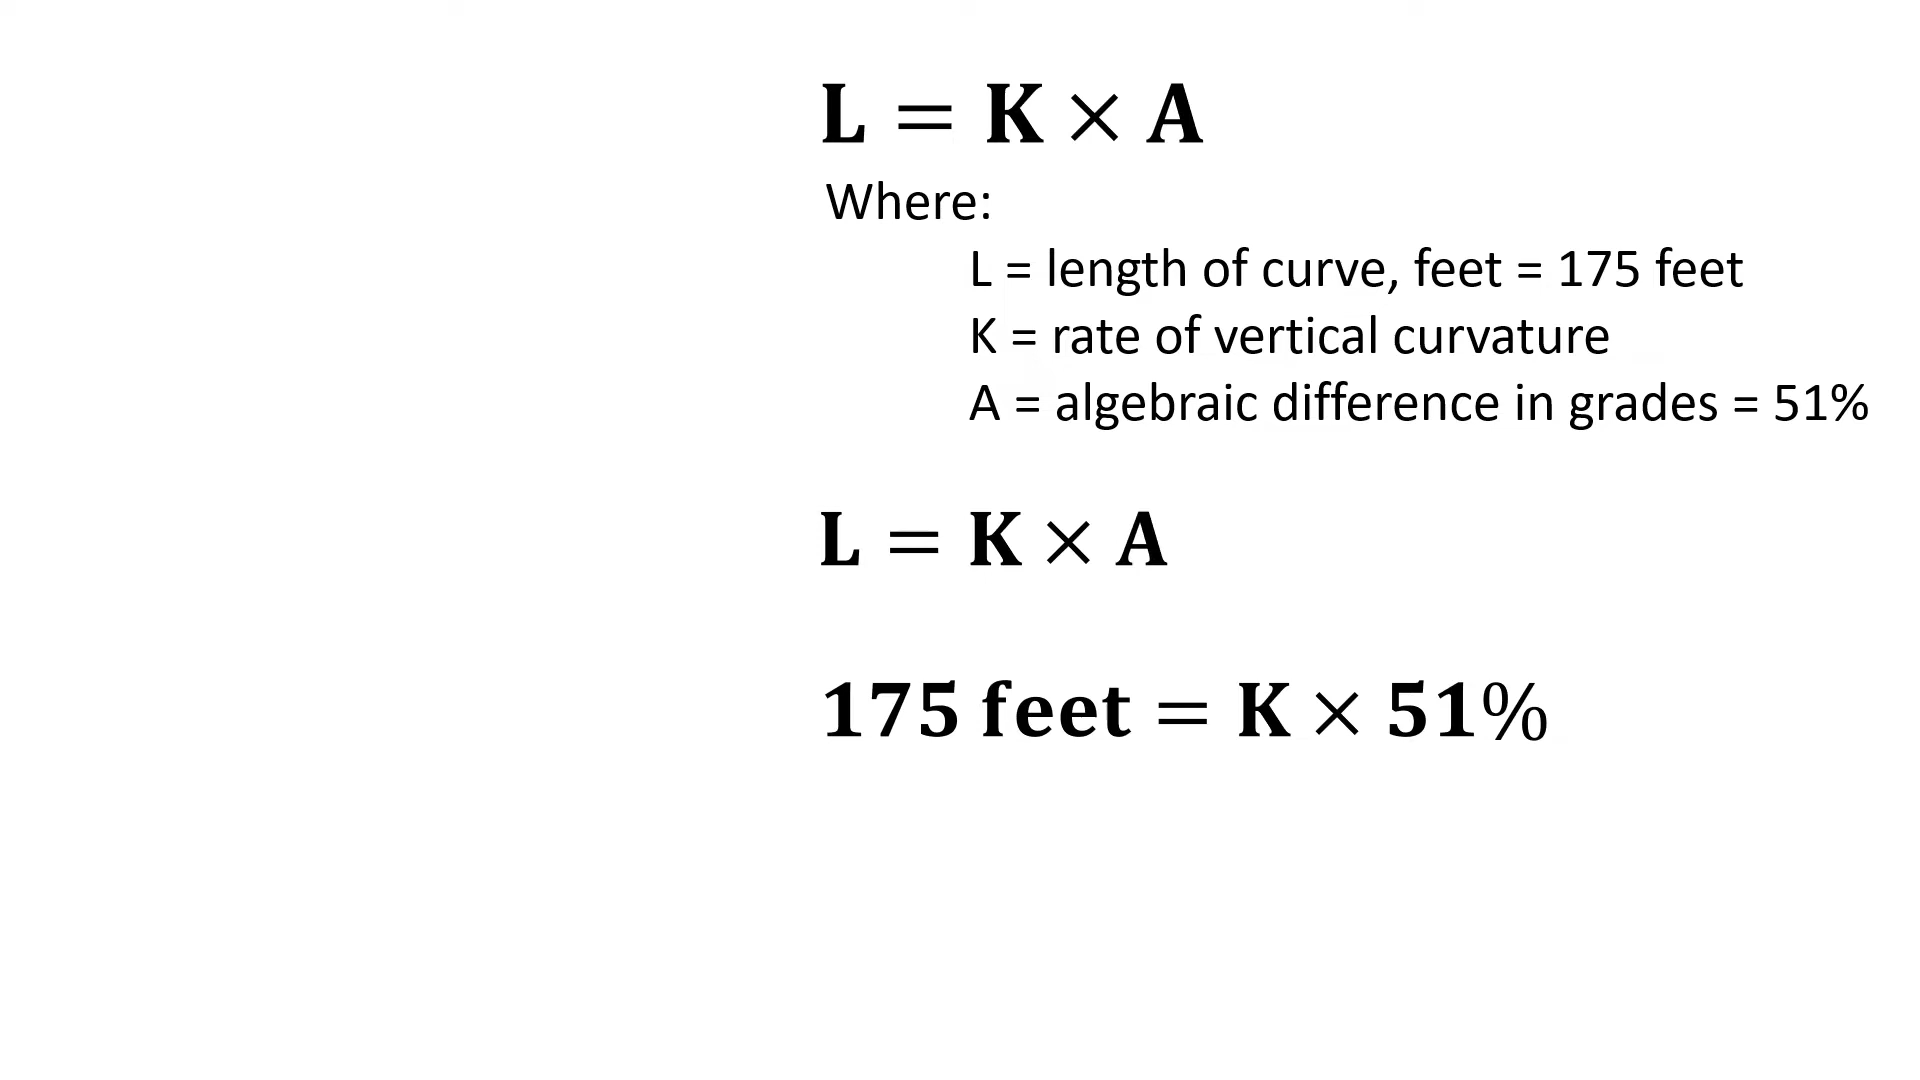 L = K × A
Where:
L = length of curve, feet = 175 feet
K = rate of vertical curvature
A = algebraic difference in grades = 51%
L = K × A
175 feet = K × 51%